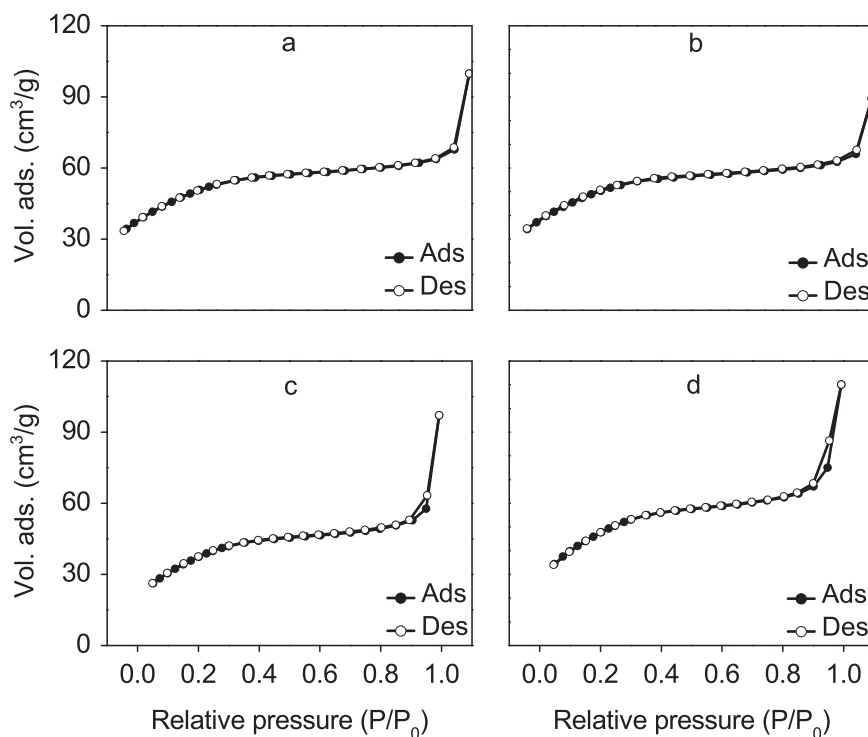 120
90
60
30
0
Vol. ads. (cm³/g)
a
Ads
Des
b
Ads
Des
120
90
60
30
0
Vol. ads. (cm³/g)
c
Ads
Des
d
Ads
Des
0.0 0.2 0.4 0.6 0.8 1.0
0.0 0.2 0.4 0.6 0.8 1.0
Relative pressure (P/P₀)
Relative pressure (P/P₀)